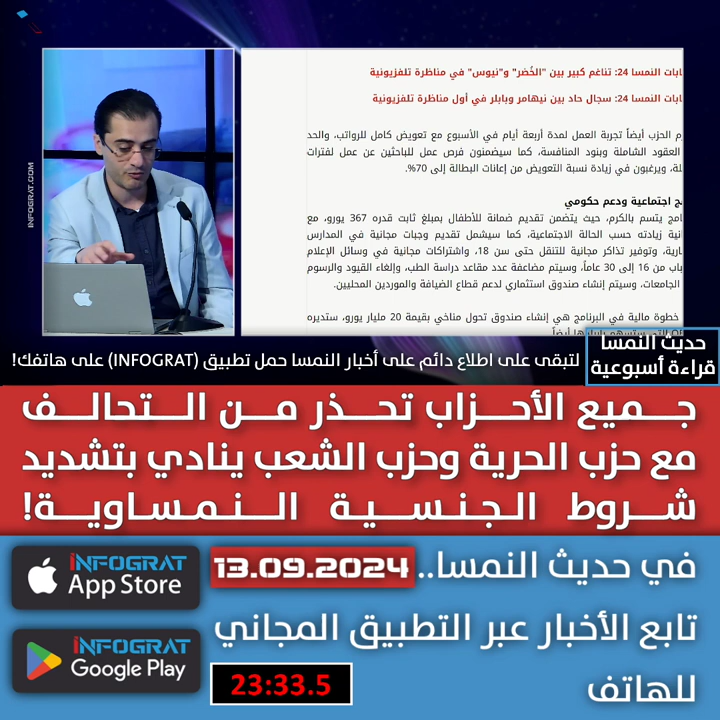 INFOGRAT.COM
ـابات النمسا 24: تناغم كبير بين "الخُضر" و"نيوس" في مناظرة تلفزيونية
ـابات النمسا 24: سجال حاد بين نيهامر وبابلر في أول مناظرة تلفزيونية
ـم الحزب أيضاً تجربة العمل لمدة أربعة أيام في الأسبوع مع تعويض كامل للرواتب، والحد
العقود الشاملة وبنود المنافسة، كما سيضمنون فرص عمل للباحثين عن عمل لفترات
ـلة، ويرغبون في زيادة نسبة التعويض من إعانات البطالة إلى 70%.
ـج اجتماعية ودعم حكومي
ـامج يتسم بالكرم، حيث يتضمن تقديم ضمانة للأطفال بمبلغ ثابت قدره 367 يورو، مع
ـانية زيادته حسب الحالة الاجتماعية، كما سيشمل تقديم وجبات مجانية في المدارس
ـارية، وتوفير تذاكر مجانية للتنقل حتى سن 18، واشتراكات مجانية في وسائل الإعلام
ـباب من 16 إلى 30 عاماً، وسيتم مضاعفة عدد مقاعد دراسة الطب، وإلغاء القيود والرسوم
الجامعات، وسيتم إنشاء صندوق استثماري لدعم قطاع الضيافة والموردين المحليين.
خطوة مالية في البرنامج هي إنشاء صندوق تحول مناخي بقيمة 20 مليار يورو، ستديره
حديث النمسا
قراءة أسبوعية
لتبقى على اطلاع دائم على أخبار النمسا حمل تطبيق (INFOGRAT) على هاتفك!
جميع الأحزاب تحذر من التحالف
مع حزب الحرية وحزب الشعب ينادي بتشديد
شروط الجنسية النمساوية!
في حديث النمسا.. 13.09.2024
تابع الأخبار عبر التطبيق المجاني
للهاتف
INFOGRAT
App Store
INFOGRAT
Google Play
23:33.5